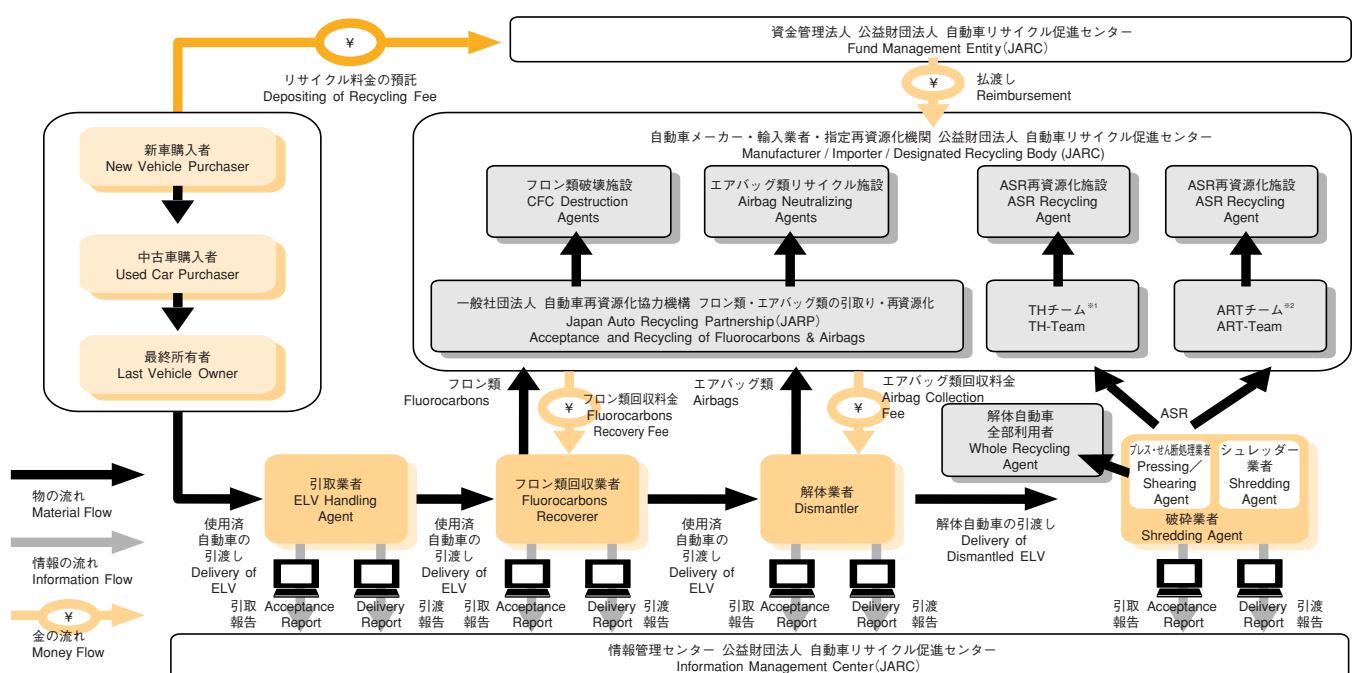 資金管理法人 公益財団法人 自動車リサイクル促進センター
Fund Management Entity(JARC)
¥
リサイクル料金の預託
Depositing of Recycling Fee
¥
払渡し
Reimbursement
新車購入者
New Vehicle Purchaser
中古車購入者
Used Car Purchaser
最終所有者
Last Vehicle Owner
自動車メーカー・輸入業者・指定再資源化機関 公益財団法人 自動車リサイクル促進センター
Manufacturer / Importer / Designated Recycling Body (JARC)
フロン類破壊施設
CFC Destruction
Agents
エアバッグ類リサイクル施設
Airbag Neutralizing
Agents
ASR再資源化施設
ASR Recycling
Agent
ASR再資源化施設
ASR Recycling
Agent
一般社団法人 自動車再資源化協力機構 フロン類・エアバッグ類の引取り・再資源化
Japan Auto Recycling Partnership(JARP)
Acceptance and Recycling of Fluorocarbons & Airbags
THチーム※1
TH-Team
ARTチーム※2
ART-Team
フロン類
Fluorocarbons
¥
フロン類回収料金
Fluorocarbons
Recovery Fee
エアバッグ類
Airbags
¥
エアバッグ類回収料金
Airbag Collection
Fee
ASR
解体自動車
全部利用者
Whole Recycling
Agent
プレス・せん断処理業者
Pressing／
Shearing
Agent
シュレッダー
業者
Shredding
Agent
破砕業者
Shredding Agent
引取業者
ELV Handling
Agent
フロン類回収業者
Fluorocarbons
Recoverer
解体業者
Dismantler
物の流れ
Material Flow
情報の流れ
Information Flow
¥
金の流れ
Money Flow
使用済
自動車の
引渡し
Delivery of
ELV
使用済
自動車の
引渡し
Delivery of
ELV
使用済
自動車の
引渡し
Delivery of
ELV
解体自動車の引渡し
Delivery of
Dismantled ELV
引取
報告
Acceptance
Report
Delivery
Report
引渡
報告
引取
報告
Acceptance
Report
Delivery
Report
引渡
報告
引取
報告
Acceptance
Report
Delivery
Report
引渡
報告
引取
報告
Acceptance
Report
Delivery
Report
引渡
報告
情報管理センター 公益財団法人 自動車リサイクル促進センター
Information Management Center(JARC)